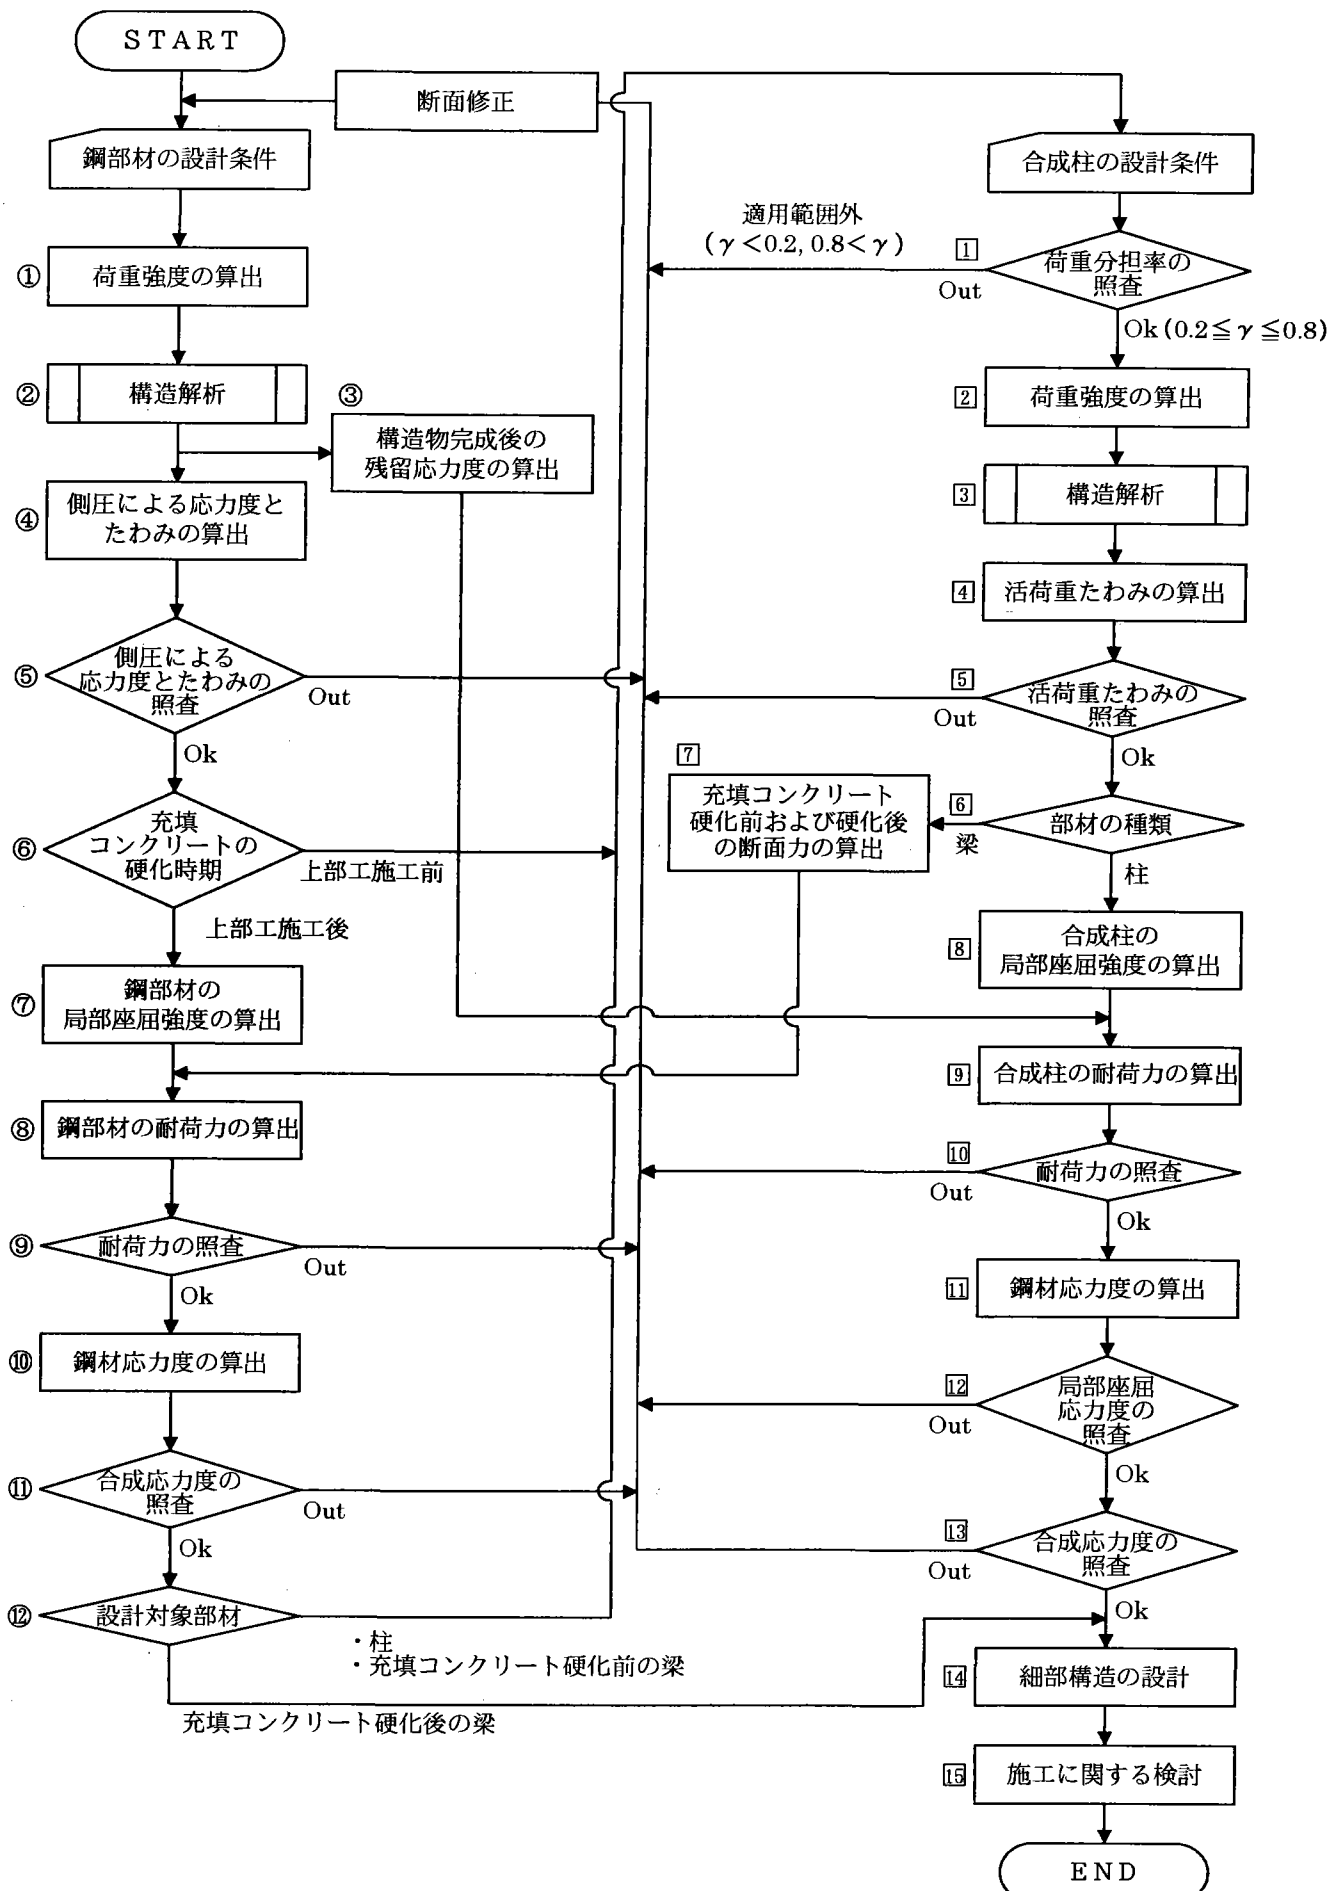 START
断面修正
鋼部材の設計条件
① 荷重強度の算出
② 構造解析
③
構造物完成後の
残留応力度の算出
④ 側圧による応力度と
たわみの算出
⑤ 側圧による
応力度とたわみの
照査
Out
Ok
⑥ 充填
コンクリートの
硬化時期
上部工施工前
上部工施工後
⑦ 鋼部材の
局部座屈強度の算出
⑧ 鋼部材の耐荷力の算出
⑨ 耐荷力の照査
Out
Ok
⑩ 鋼材応力度の算出
⑪ 合成応力度の
照査
Out
Ok
⑫ 設計対象部材
・柱
・充填コンクリート硬化前の梁
充填コンクリート硬化後の梁
合成柱の設計条件
適用範囲外
(γ<0.2, 0.8<γ)
1 荷重分担率の
照査
Out
Ok (0.2≦γ≦0.8)
2 荷重強度の算出
3 構造解析
4 活荷重たわみの算出
5 活荷重たわみの
照査
Out
Ok
6 部材の種類
梁
柱
7
充填コンクリート
硬化前および硬化後
の断面力の算出
8 合成柱の
局部座屈強度の算出
9 合成柱の耐荷力の算出
10 耐荷力の照査
Out
Ok
11 鋼材応力度の算出
12 局部座屈
応力度の
照査
Out
Ok
13 合成応力度の
照査
Out
Ok
14 細部構造の設計
15 施工に関する検討
END